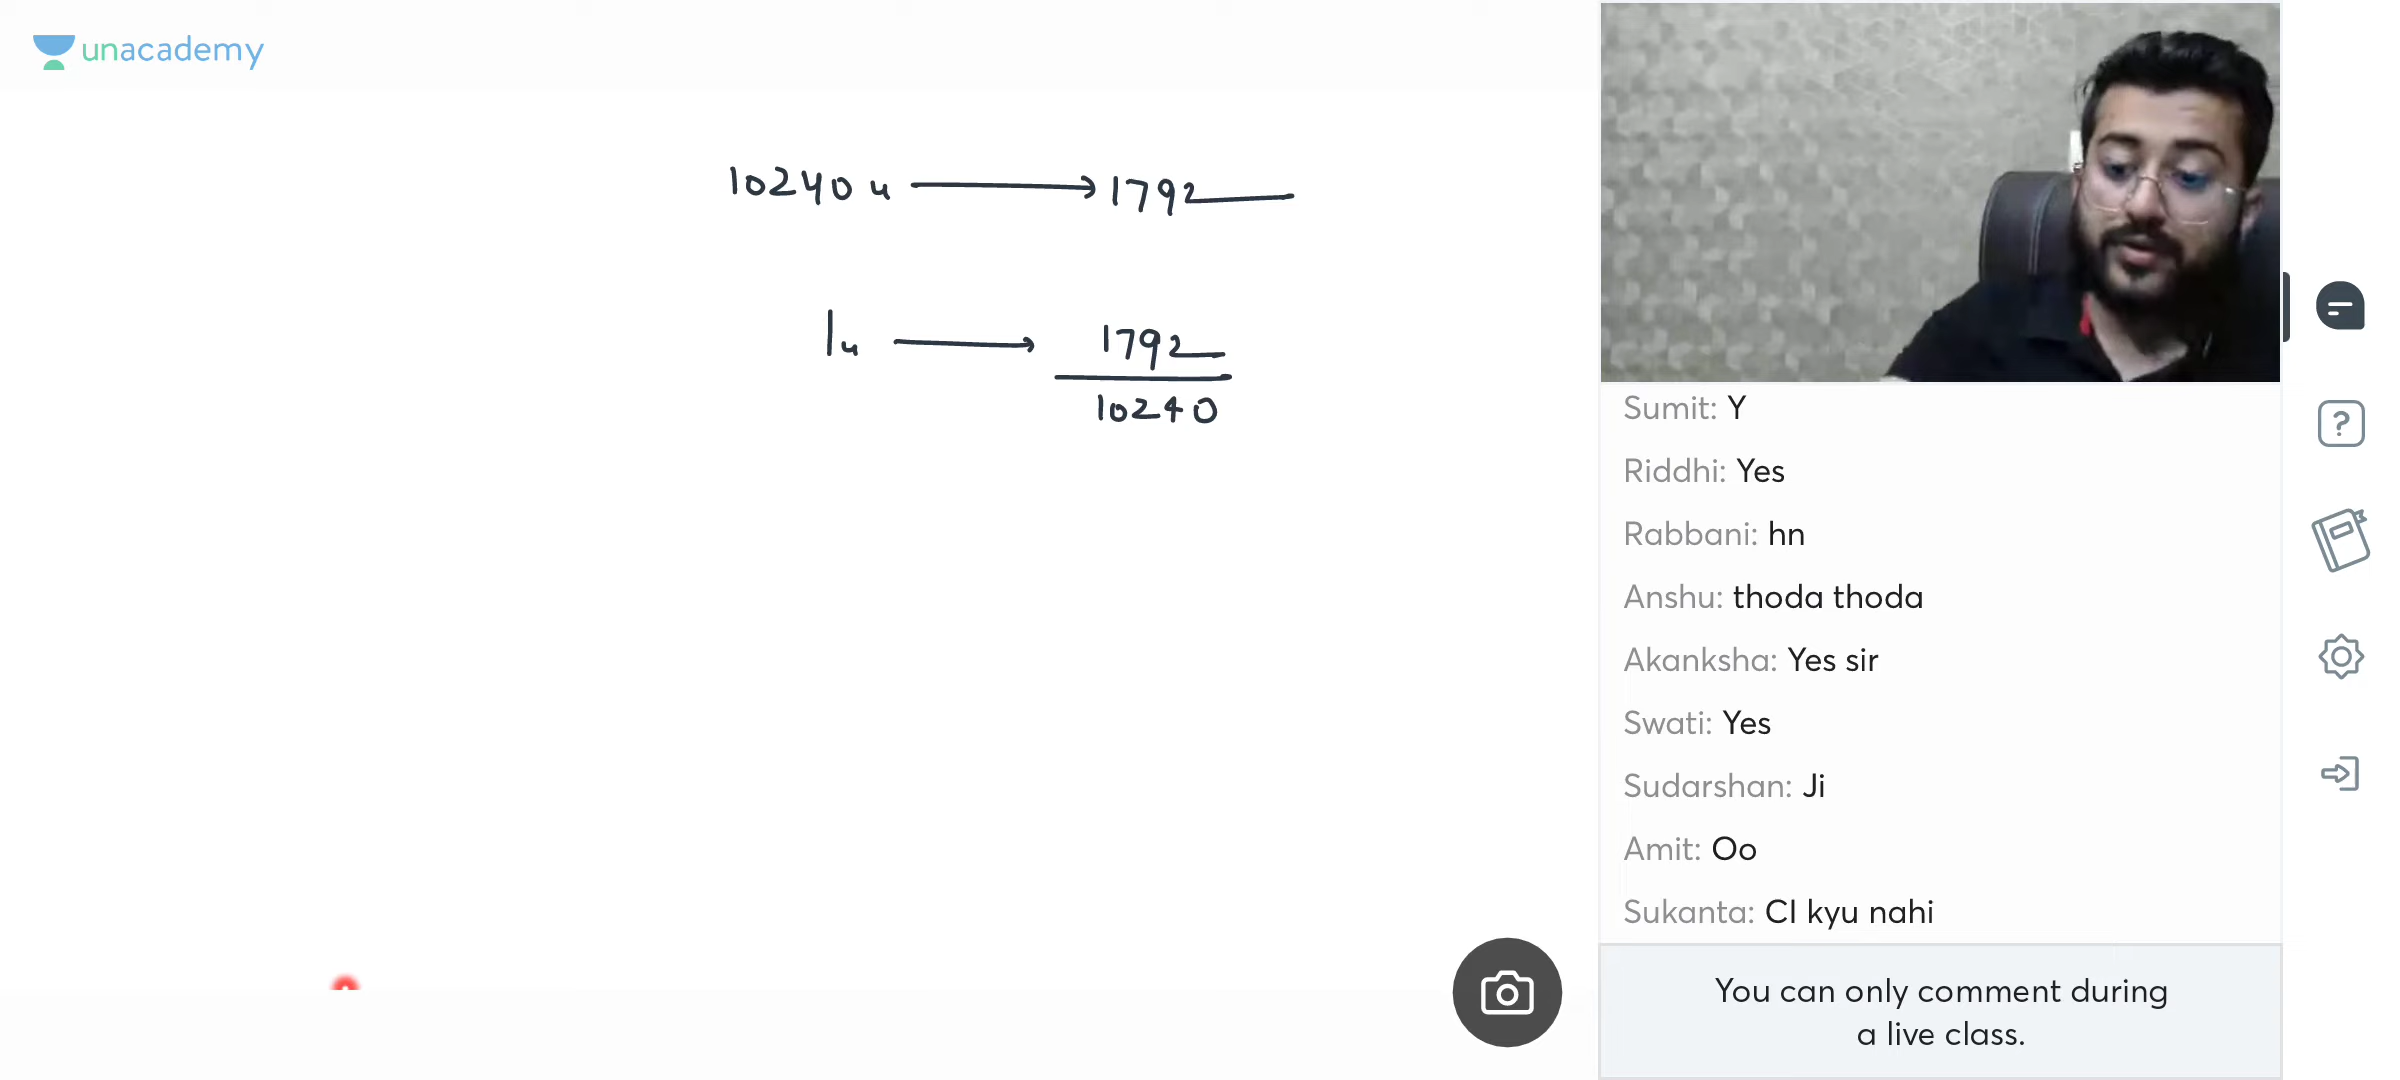 unacademy
10240 u → 1792
1u → 1792
10240
Sumit: Y
Riddhi: Yes
Rabbani: hn
Anshu: thoda thoda
Akanksha: Yes sir
Swati: Yes
Sudarshan: Ji
Amit: Oo
Sukanta: CI kyu nahi
You can only comment during
a live class.
?